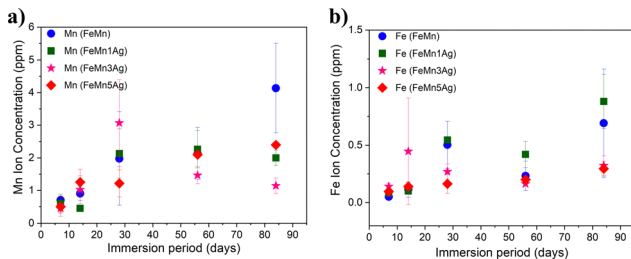 a)
Mn Ion Concentration (ppm)
6
5
4
3
2
1
0
Mn (FeMn)
Mn (FeMn1Ag)
Mn (FeMn3Ag)
Mn (FeMn5Ag)
0 10 20 30 40 50 60 70 80 90
Immersion period (days)
b)
Fe Ion Concentration (ppm)
1.5
1.0
0.5
0.0
Fe (FeMn)
Fe (FeMn1Ag)
Fe (FeMn3Ag)
Fe (FeMn5Ag)
0 10 20 30 40 50 60 70 80 90
Immersion period (days)